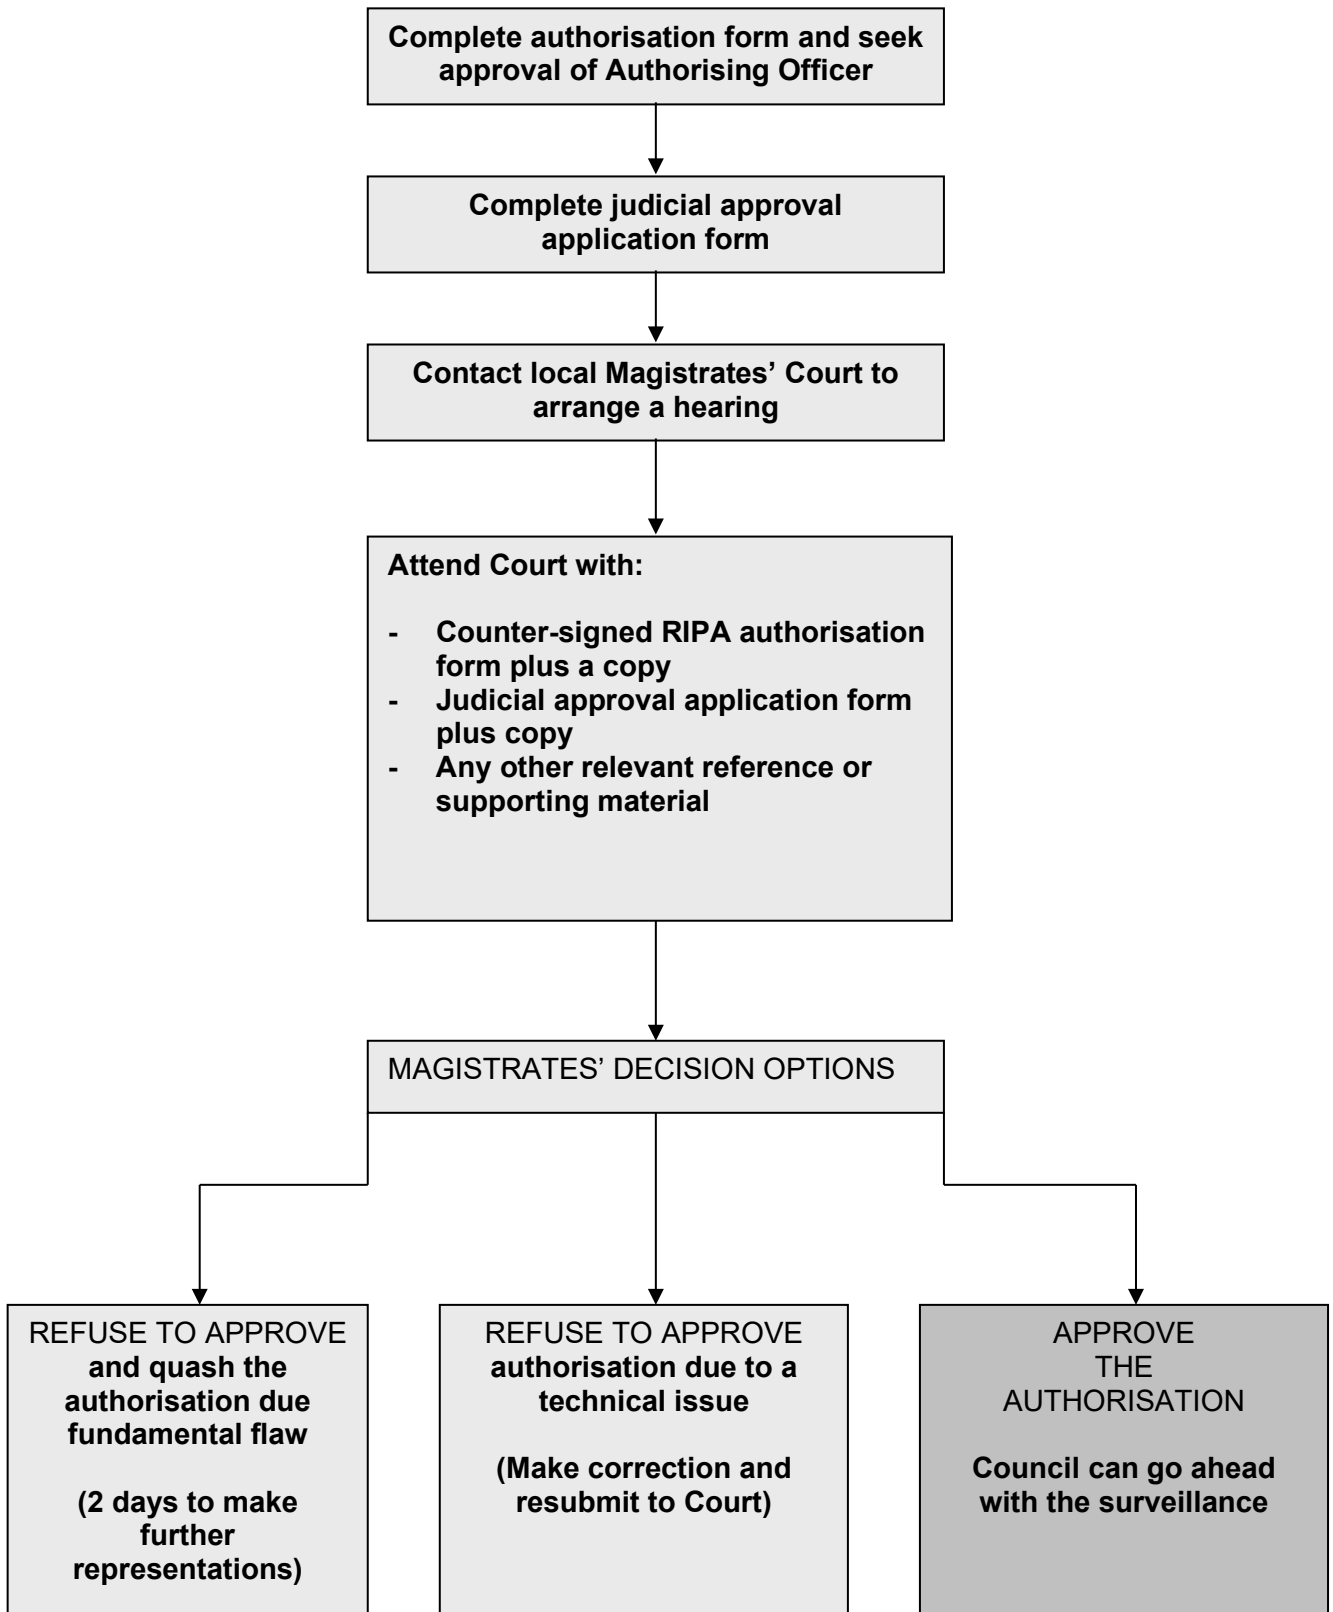 Complete authorisation form and seek
approval of Authorising Officer
Complete judicial approval
application form
Contact local Magistrates’ Court to
arrange a hearing
Attend Court with:
- Counter-signed RIPA authorisation
form plus a copy
- Judicial approval application form
plus copy
- Any other relevant reference or
supporting material
MAGISTRATES’ DECISION OPTIONS
REFUSE TO APPROVE
and quash the
authorisation due
fundamental flaw
(2 days to make
further
representations)
REFUSE TO APPROVE
authorisation due to a
technical issue
(Make correction and
resubmit to Court)
APPROVE
THE
AUTHORISATION
Council can go ahead
with the surveillance